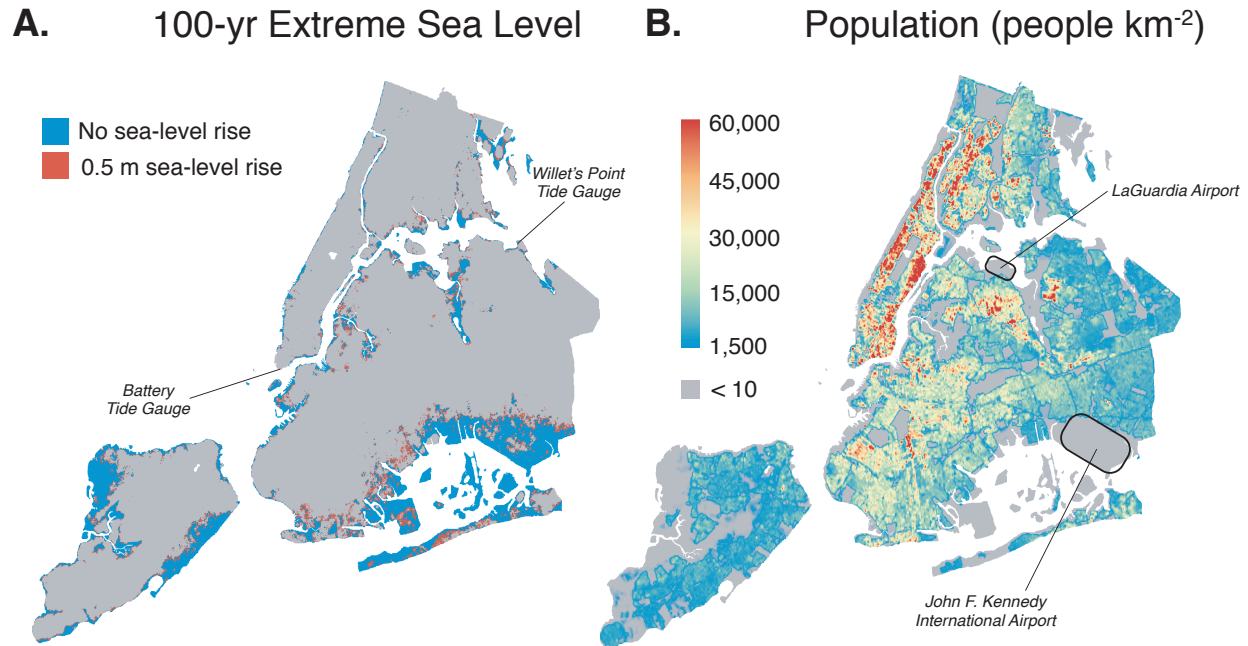 A. 100-yr Extreme Sea Level
No sea-level rise
0.5 m sea-level rise
Willet's Point
Tide Gauge
Battery
Tide Gauge
B. Population (people km-2)
60,000
45,000
30,000
15,000
1,500
< 10
LaGuardia Airport
John F. Kennedy
International Airport